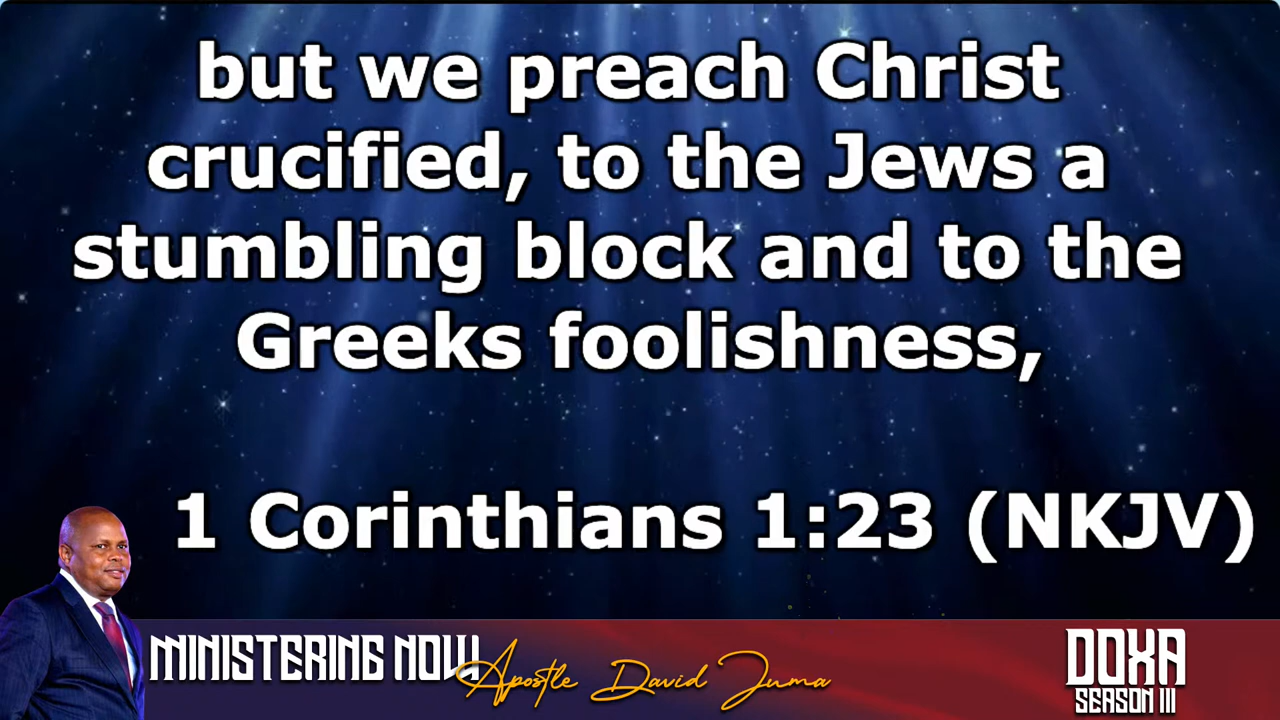 but we preach Christ
crucified, to the Jews a
stumbling block and to the
Greeks foolishness,
1 Corinthians 1:23 (NKJV)
MINISTERING NOW
Apostle David Juma
DOXA
SEASON III